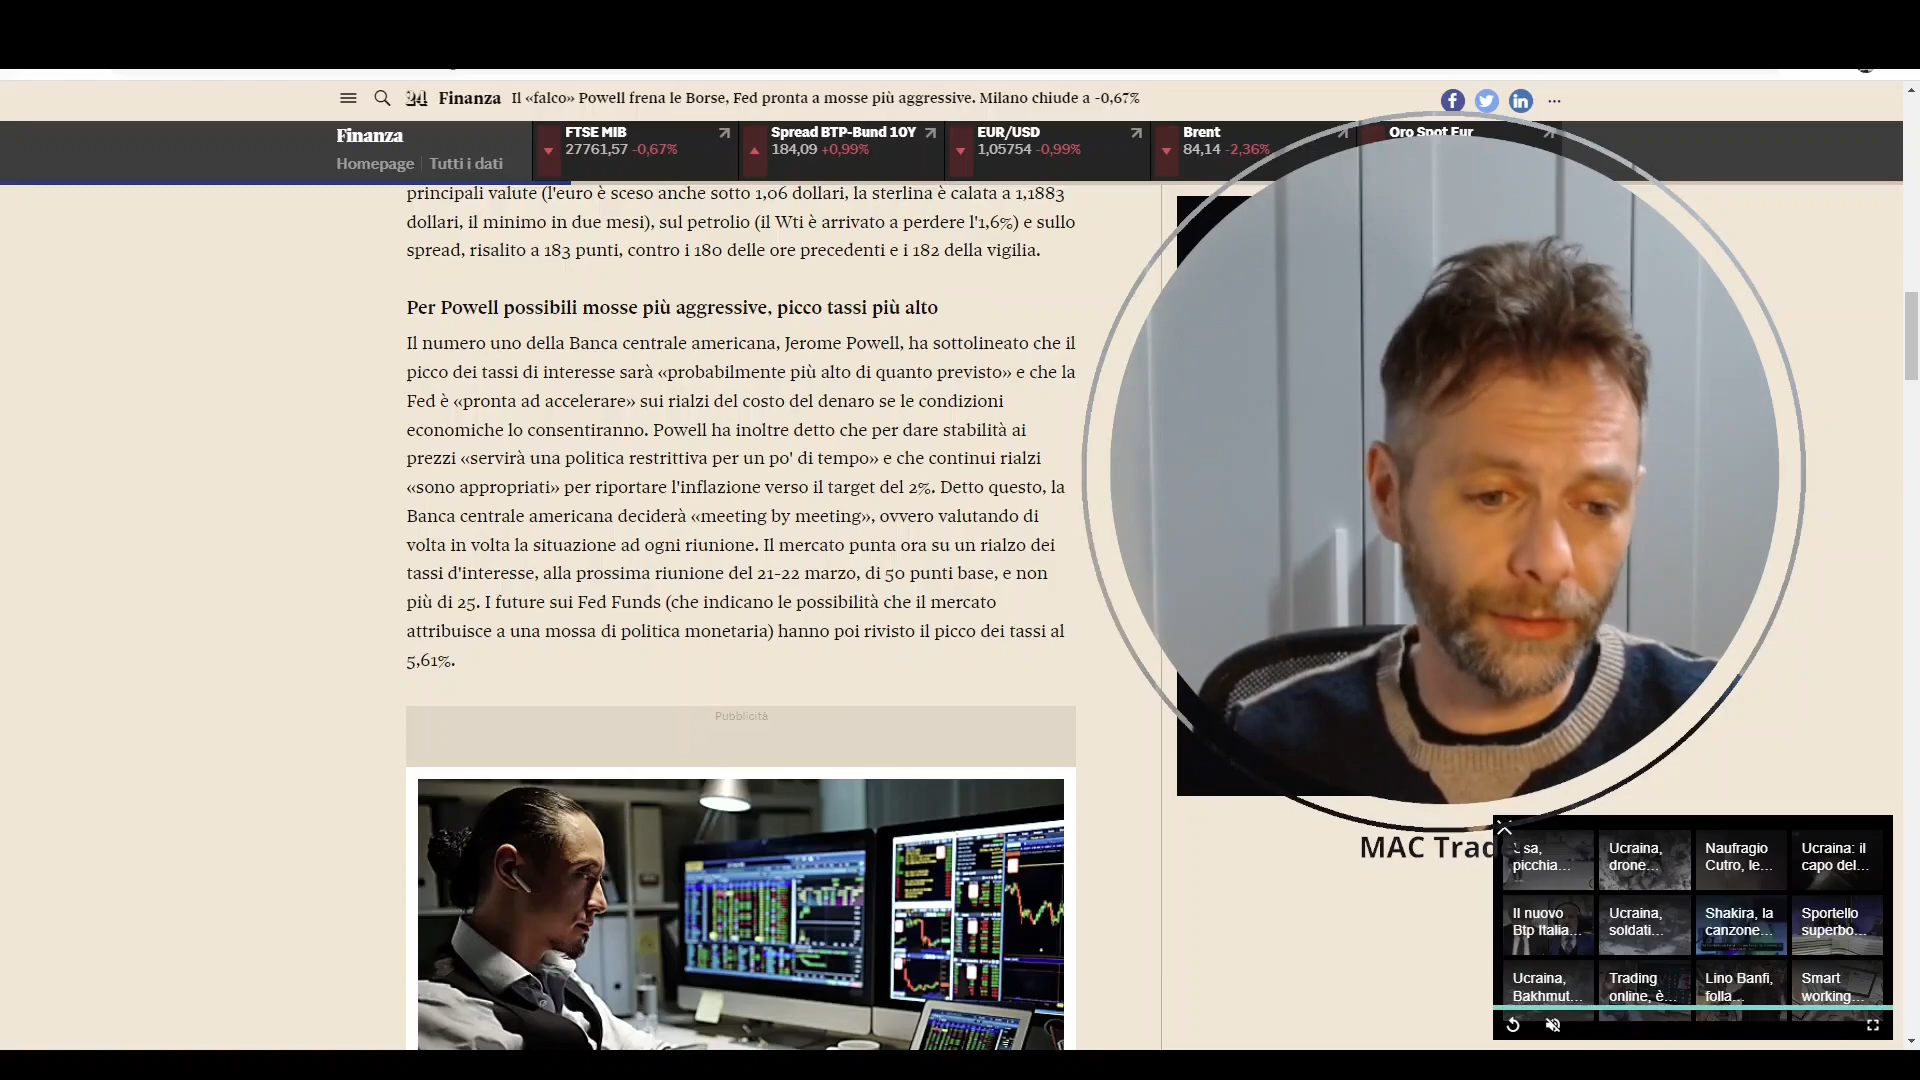 24 Finanza Il «falco» Powell frena le Borse, Fed pronta a mosse più aggressive. Milano chiude a -0,67%
Finanza
Homepage Tutti i dati
FTSE MIB
27761,57 -0,67%
Spread BTP-Bund 10Y
184,09 +0,99%
EUR/USD
1,05754 -0,99%
Brent
84,14 -2,36%
Oro Spot Eur
principali valute (l'euro è sceso anche sotto 1,06 dollari, la sterlina è calata a 1,1883
dollari, il minimo in due mesi), sul petrolio (il Wti è arrivato a perdere l'1,6%) e sullo
spread, risalito a 183 punti, contro i 180 delle ore precedenti e i 182 della vigilia.
Per Powell possibili mosse più aggressive, picco tassi più alto
Il numero uno della Banca centrale americana, Jerome Powell, ha sottolineato che il
picco dei tassi di interesse sarà «probabilmente più alto di quanto previsto» e che la
Fed è «pronta ad accelerare» sui rialzi del costo del denaro se le condizioni
economiche lo consentiranno. Powell ha inoltre detto che per dare stabilità ai
prezzi «servirà una politica restrittiva per un po' di tempo» e che continui rialzi
«sono appropriati» per riportare l'inflazione verso il target del 2%. Detto questo, la
Banca centrale americana deciderà «meeting by meeting», ovvero valutando di
volta in volta la situazione ad ogni riunione. Il mercato punta ora su un rialzo dei
tassi d'interesse, alla prossima riunione del 21-22 marzo, di 50 punti base, e non
più di 25. I future sui Fed Funds (che indicano le possibilità che il mercato
attribuisce a una mossa di politica monetaria) hanno poi rivisto il picco dei tassi al
5,61%.
Pubblicità
MAC Trad
sa,
picchia...
Ucraina,
drone...
Naufragio
Cutro, le...
Ucraina: il
capo del...
Il nuovo
Btp Italia...
Ucraina,
soldati...
Shakira, la
canzone...
Sportello
superbo...
Ucraina,
Bakhmut...
Trading
online, è...
Lino Banfi,
folla...
Smart
working...